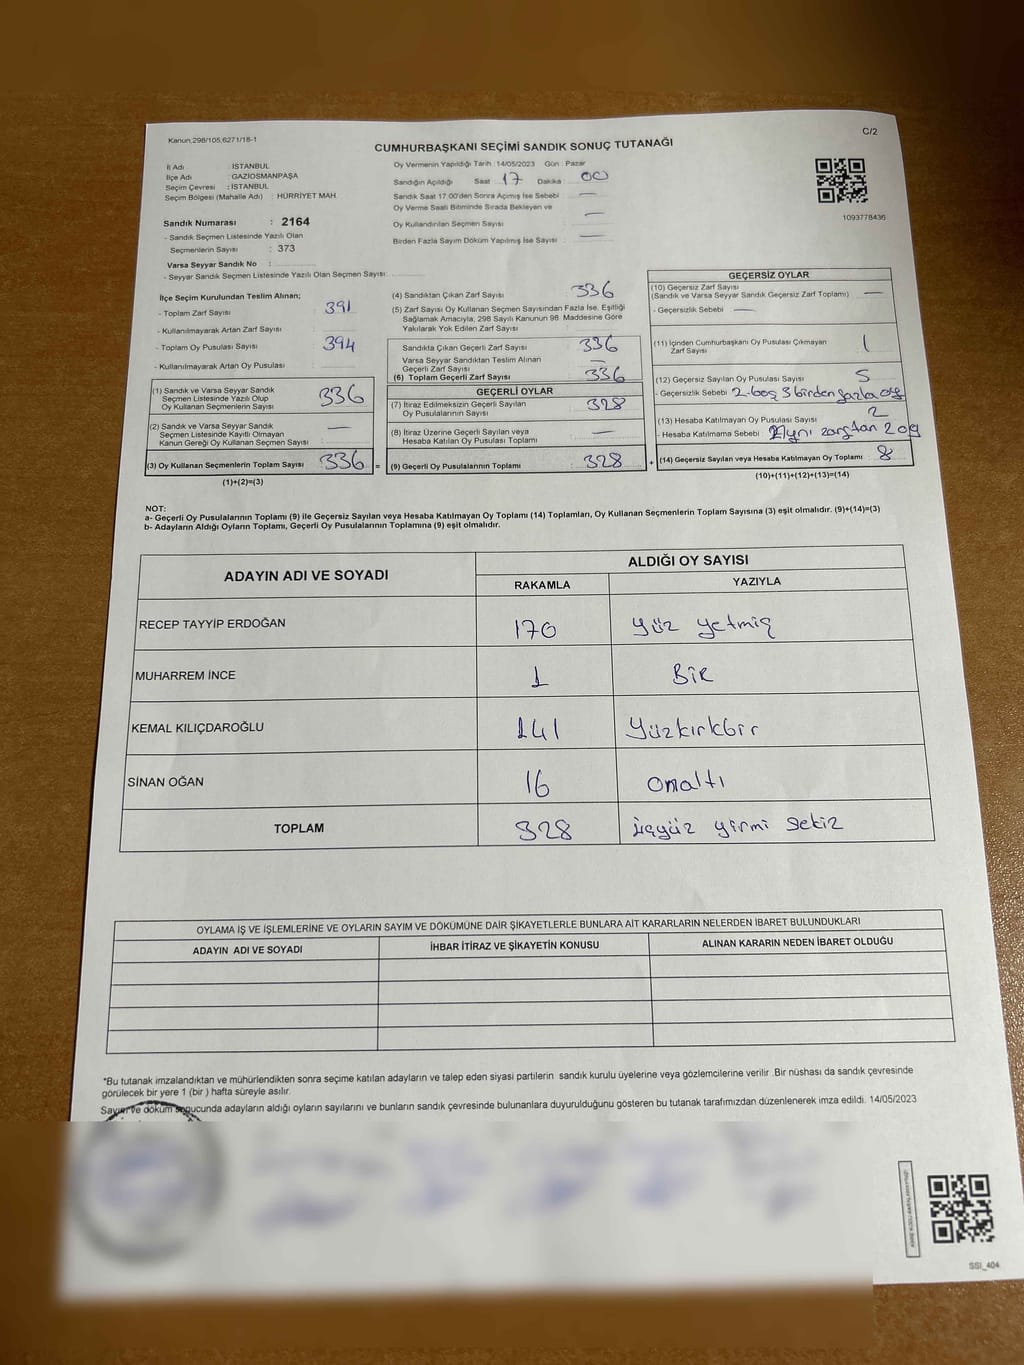 Kanun,298/105,6271/18-1
C/2
CUMHURBAŞKANI SEÇİMİ SANDIK SONUÇ TUTANAĞI
İl Adı : İSTANBUL
İlçe Adı : GAZİOSMANPAŞA
Seçim Çevresi : İSTANBUL
Seçim Bölgesi (Mahalle Adı) : HÜRRİYET MAH.
Sandık Numarası : 2164
- Sandık Seçmen Listesinde Yazılı Olan
Seçmenlerin Sayısı : 373
Varsa Seyyar Sandık No :
- Seyyar Sandık Seçmen Listesinde Yazılı Olan Seçmen Sayısı:
Oy Vermenin Yapıldığı Tarih :14/05/2023 Gün : Pazar
Sandığın Açıldığı Saat : 17 Dakika : 00
Sandık Saat 17.00'den Sonra Açımış İse Sebebi : —
Oy Verme Saati Bitiminde Sırada Bekleyen ve
Oy Kullandırılan Seçmen Sayısı : —
Birden Fazla Sayım Döküm Yapılmış İse Sayısı : —
1093778436
İlçe Seçim Kurulundan Teslim Alınan;
- Toplam Zarf Sayısı : 391
- Kullanılmayarak Artan Zarf Sayısı :
- Toplam Oy Pusulası Sayısı : 394
- Kullanılmayarak Artan Oy Pusulası :
(1) Sandık ve Varsa Seyyar Sandık
Seçmen Listesinde Yazılı Olup
Oy Kullanan Seçmenlerin Sayısı : 336
(2) Sandık ve Varsa Seyyar Sandık
Seçmen Listesinde Kayıtlı Olmayan
Kanun Gereği Oy Kullanan Seçmen Sayısı : —
(3) Oy Kullanan Seçmenlerin Toplam Sayısı : 336 =
(1)+(2)=(3)
(4) Sandıktan Çıkan Zarf Sayısı : 336
(5) Zarf Sayısı Oy Kullanan Seçmen Sayısından Fazla İse, Eşitliği
Sağlamak Amacıyla, 298 Sayılı Kanunun 98. Maddesine Göre
Yakılarak Yok Edilen Zarf Sayısı :
Sandıkta Çıkan Geçerli Zarf Sayısı : 336
Varsa Seyyar Sandıktan Teslim Alınan
Geçerli Zarf Sayısı : —
(6) Toplam Geçerli Zarf Sayısı : 336
GEÇERLİ OYLAR
(7) İtiraz Edilmeksizin Geçerli Sayılan
Oy Pusulalarının Sayısı : 328
(8) İtiraz Üzerine Geçerli Sayılan veya
Hesaba Katılan Oy Pusulası Toplamı : —
(9) Geçerli Oy Pusulalarının Toplamı : 328 +
GEÇERSİZ OYLAR
(10) Geçersiz Zarf Sayısı
(Sandık ve Varsa Seyyar Sandık Geçersiz Zarf Toplamı) : —
- Geçersizlik Sebebi : —
(11) İçinden Cumhurbaşkanı Oy Pusulası Çıkmayan
Zarf Sayısı : 1
(12) Geçersiz Sayılan Oy Pusulası Sayısı : 5
- Geçersizlik Sebebi : 2-boş 3 birden fazla oy
(13) Hesaba Katılmayan Oy Pusulası Sayısı : 2
- Hesaba Katılmama Sebebi : Aynı zarftan 2 oy
(14) Geçersiz Sayılan veya Hesaba Katılmayan Oy Toplamı : 8
(10)+(11)+(12)+(13)=(14)
NOT:
a- Geçerli Oy Pusulalarının Toplamı (9) ile Geçersiz Sayılan veya Hesaba Katılmayan Oy Toplamı (14) Toplamları, Oy Kullanan Seçmenlerin Toplam Sayısına (3) eşit olmalıdır. (9)+(14)=(3)
b- Adayların Aldığı Oyların Toplamı, Geçerli Oy Pusulalarının Toplamına (9) eşit olmalıdır.
ADAYIN ADI VE SOYADI
ALDIĞI OY SAYISI
RAKAMLA YAZIYLA
RECEP TAYYİP ERDOĞAN 170 Yüz yetmiş
MUHARREM İNCE 1 BİR
KEMAL KILIÇDAROĞLU 141 Yüzkırkbir
SİNAN OĞAN 16 onaltı
TOPLAM 328 üçyüz yirmi sekiz
OYLAMA İŞ VE İŞLEMLERİNE VE OYLARIN SAYIM VE DÖKÜMÜNE DAİR ŞİKAYETLERLE BUNLARA AİT KARARLARIN NELERDEN İBARET BULUNDUKLARI
ADAYIN ADI VE SOYADI İHBAR İTİRAZ VE ŞİKAYETİN KONUSU ALINAN KARARIN NEDEN İBARET OLDUĞU
*Bu tutanak imzalandıktan ve mühürlendikten sonra seçime katılan adayların ve talep eden siyasi partilerin sandık kurulu üyelerine veya gözlemcilerine verilir .Bir nüshası da sandık çevresinde
görülecek bir yere 1 (bir ) hafta süreyle asılır.
Sayım ve döküm sonucunda adayların aldığı oyların sayılarını ve bunların sandık çevresinde bulunanlara duyurulduğunu gösteren bu tutanak tarafımızdan düzenlenerek imza edildi. 14/05/2023
SSI_404